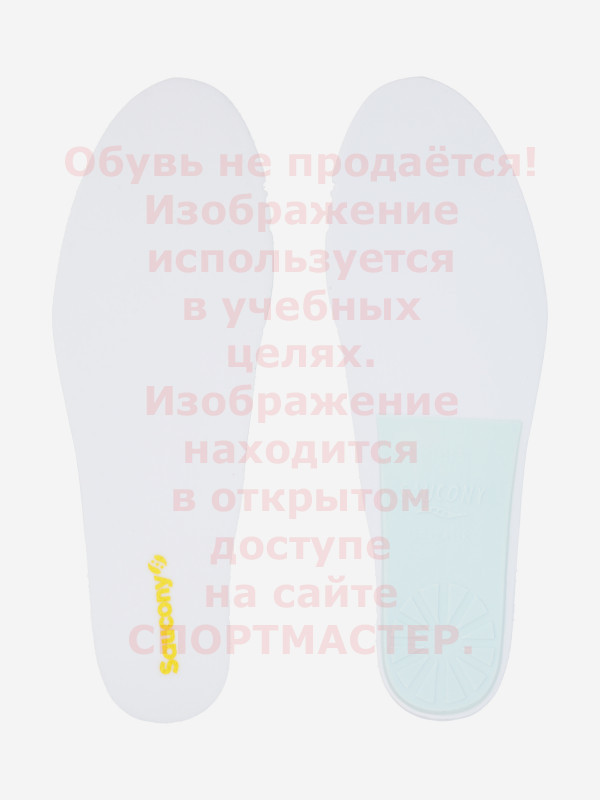 Обувь не продаётся!
Изображение
используется
в учебных
целях.
Изображение
находится
в открытом
доступе
на сайте
СПОРТМАСТЕР.
saucony